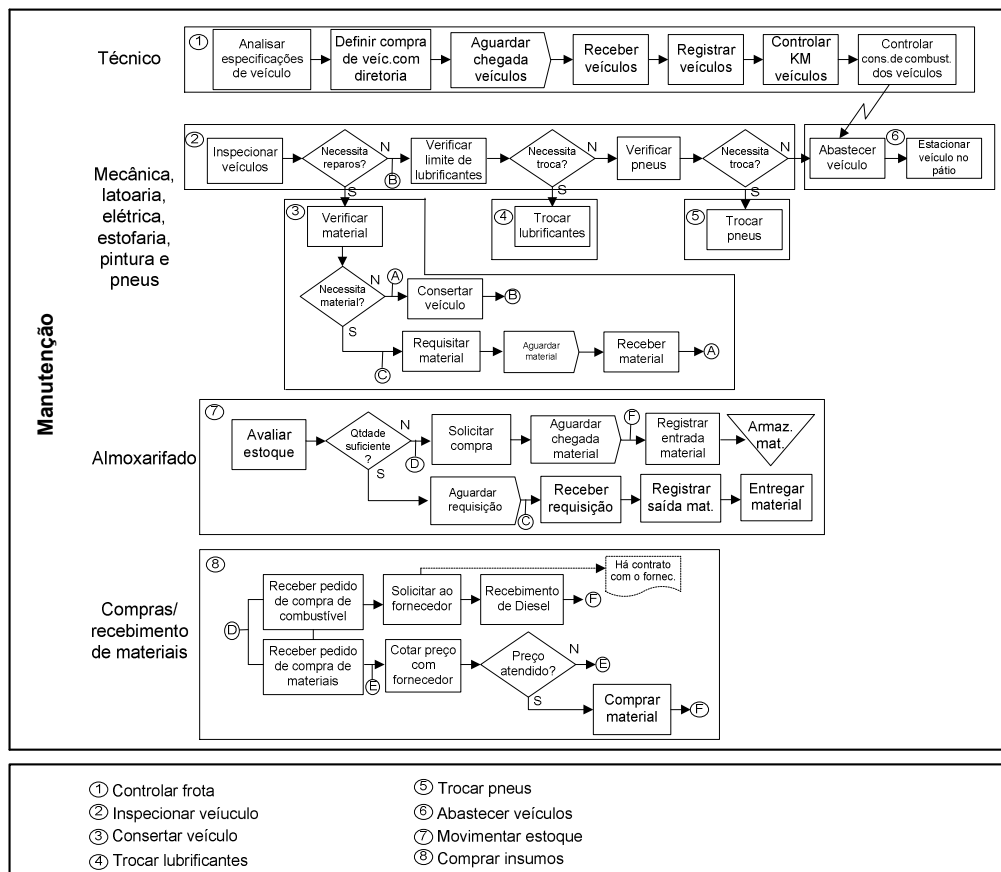 Manutenção
Técnico
①
Analisar
especificações
de veículo
Definir compra
de veíc.com
diretoria
Aguardar
chegada
veículos
Receber
veículos
Registrar
veículos
Controlar
KM
veículos
Controlar
cons.de combust.
dos veículos
Mecânica,
latoaria,
elétrica,
estofaria,
pintura e
pneus
②
Inspecionar
veículos
Necessita
reparos?
N
S
B
Verificar
limite de
lubrificantes
Necessita
troca?
N
S
Verificar
pneus
Necessita
troca?
N
S
⑥
Abastecer
veículo
Estacionar
veículo no
pátio
③
Verificar
material
Necessita
material?
N
S
A
Consertar
veículo
B
C
Requisitar
material
Aguardar
material
Receber
material
A
④
Trocar
lubrificantes
⑤
Trocar
pneus
Almoxarifado
⑦
Avaliar
estoque
Qtdade
suficiente
?
N
S
D
Solicitar
compra
Aguardar
chegada
material
F
Registrar
entrada
material
Armaz.
mat.
Aguardar
requisição
C
Receber
requisição
Registrar
saída mat.
Entregar
material
Compras/
recebimento
de materiais
⑧
D
Receber pedido
de compra de
combustível
Solicitar ao
fornecedor
Recebimento
de Diesel
F
Há contrato
com o fornec.
Receber pedido
de compra de
materiais
E
Cotar preço
com
fornecedor
Preço
atendido?
N
E
S
Comprar
material
F
① Controlar frota
② Inspecionar veíuculo
③ Consertar veículo
④ Trocar lubrificantes
⑤ Trocar pneus
⑥ Abastecer veículos
⑦ Movimentar estoque
⑧ Comprar insumos